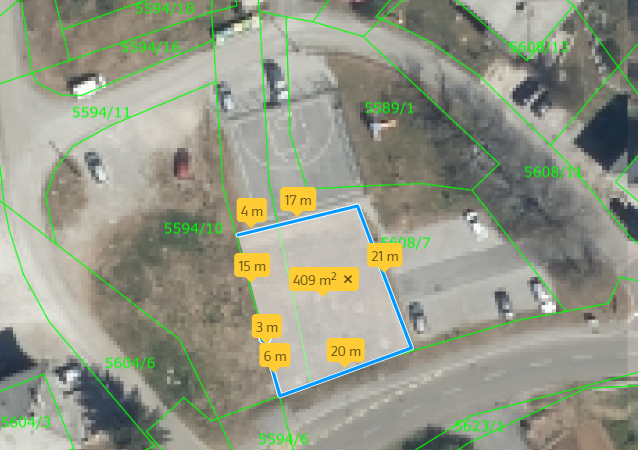 5594/18
5594/16
5608/13
5594/11
5589/1
5608/11
4 m
17 m
5594/10
5608/7
15 m
21 m
409 m² ✕
3 m
6 m
20 m
5604/6
5604/3
5594/6
5623/1